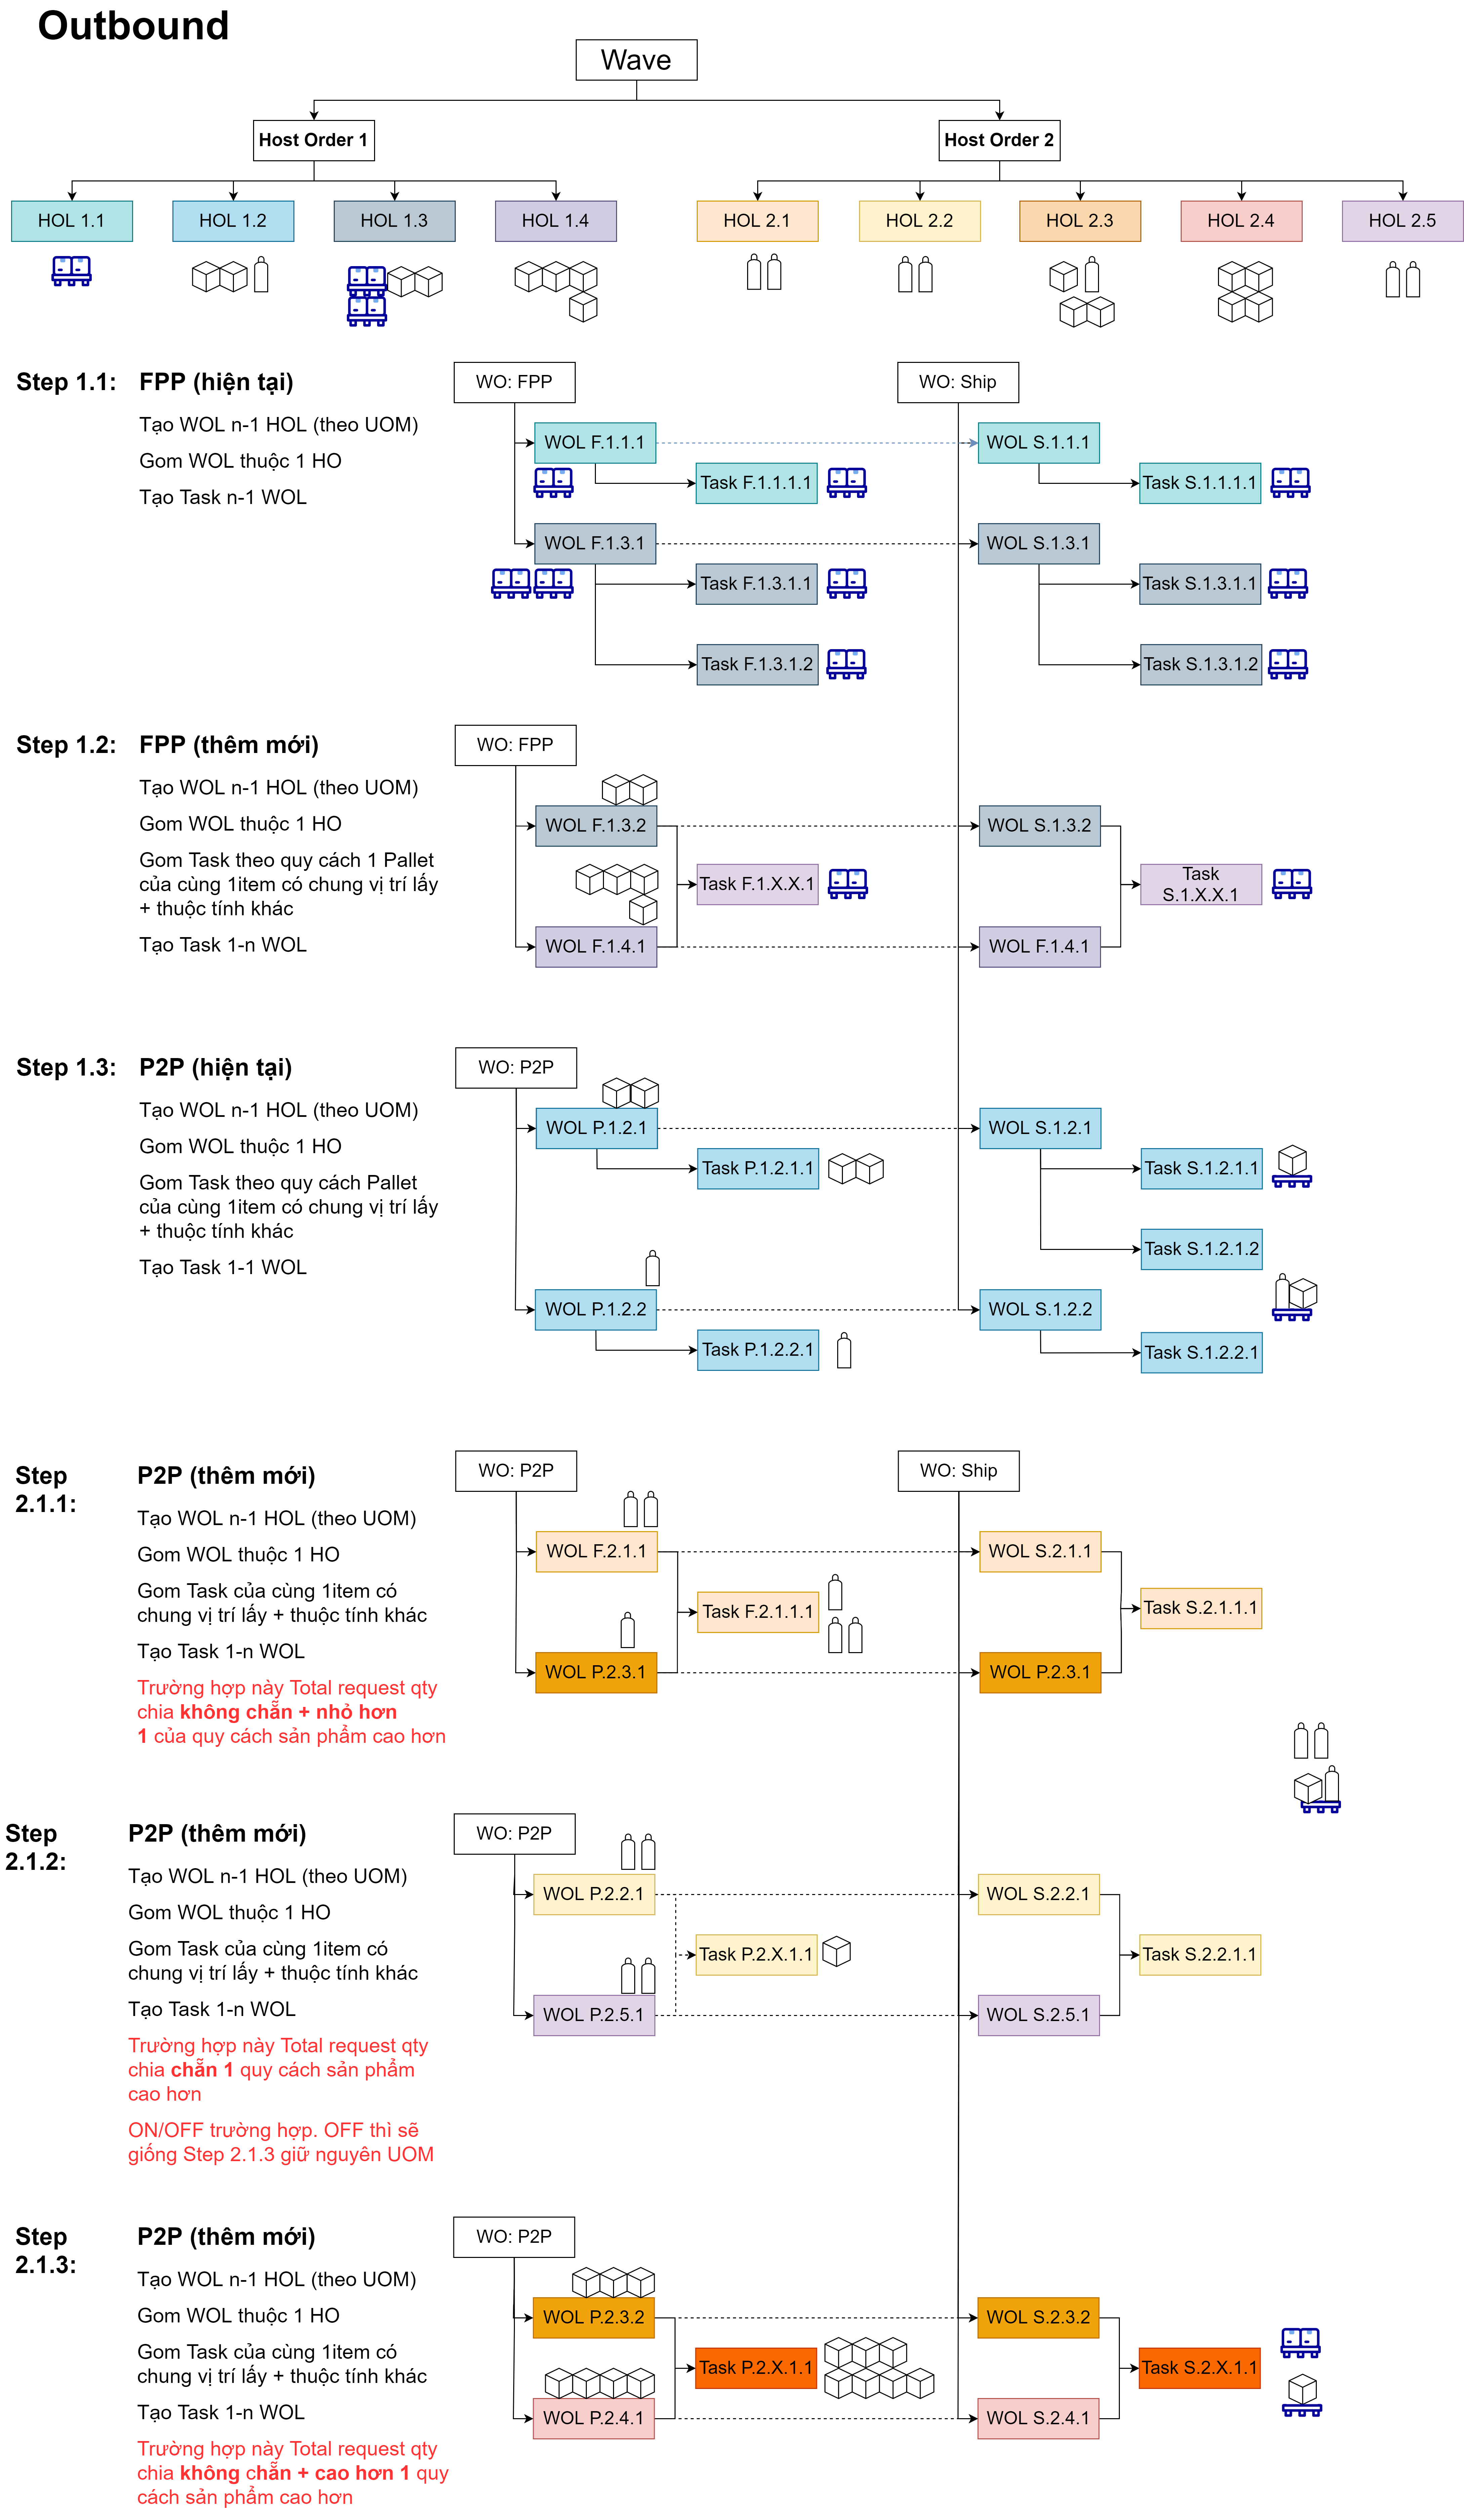 Outbound
Wave
Host Order 1
Host Order 2
HOL 1.1
HOL 1.2
HOL 1.3
HOL 1.4
HOL 2.1
HOL 2.2
HOL 2.3
HOL 2.4
HOL 2.5
Step 1.1:
FPP (hiện tại)
Tạo WOL n-1 HOL (theo UOM)
Gom WOL thuộc 1 HO
Tạo Task n-1 WOL
WO: FPP
WO: Ship
WOL F.1.1.1
WOL S.1.1.1
Task F.1.1.1.1
Task S.1.1.1.1
WOL F.1.3.1
WOL S.1.3.1
Task F.1.3.1.1
Task S.1.3.1.1
Task F.1.3.1.2
Task S.1.3.1.2
Step 1.2:
FPP (thêm mới)
Tạo WOL n-1 HOL (theo UOM)
Gom WOL thuộc 1 HO
Gom Task theo quy cách 1 Pallet
của cùng 1item có chung vị trí lấy
+ thuộc tính khác
Tạo Task 1-n WOL
WO: FPP
WOL F.1.3.2
WOL S.1.3.2
Task F.1.X.X.1
Task
S.1.X.X.1
WOL F.1.4.1
WOL F.1.4.1
Step 1.3:
P2P (hiện tại)
Tạo WOL n-1 HOL (theo UOM)
Gom WOL thuộc 1 HO
Gom Task theo quy cách Pallet
của cùng 1item có chung vị trí lấy
+ thuộc tính khác
Tạo Task 1-1 WOL
WO: P2P
WOL P.1.2.1
WOL S.1.2.1
Task P.1.2.1.1
Task S.1.2.1.1
Task S.1.2.1.2
WOL P.1.2.2
WOL S.1.2.2
Task P.1.2.2.1
Task S.1.2.2.1
Step
2.1.1:
P2P (thêm mới)
Tạo WOL n-1 HOL (theo UOM)
Gom WOL thuộc 1 HO
Gom Task của cùng 1item có
chung vị trí lấy + thuộc tính khác
Tạo Task 1-n WOL
Trường hợp này Total request qty
chia không chẵn + nhỏ hơn
1 của quy cách sản phẩm cao hơn
WO: P2P
WO: Ship
WOL F.2.1.1
WOL S.2.1.1
Task F.2.1.1.1
Task S.2.1.1.1
WOL P.2.3.1
WOL P.2.3.1
Step
2.1.2:
P2P (thêm mới)
Tạo WOL n-1 HOL (theo UOM)
Gom WOL thuộc 1 HO
Gom Task của cùng 1item có
chung vị trí lấy + thuộc tính khác
Tạo Task 1-n WOL
Trường hợp này Total request qty
chia chẵn 1 quy cách sản phẩm
cao hơn
ON/OFF trường hợp. OFF thì sẽ
giống Step 2.1.3 giữ nguyên UOM
WO: P2P
WOL P.2.2.1
WOL S.2.2.1
Task P.2.X.1.1
Task S.2.2.1.1
WOL P.2.5.1
WOL S.2.5.1
Step
2.1.3:
P2P (thêm mới)
Tạo WOL n-1 HOL (theo UOM)
Gom WOL thuộc 1 HO
Gom Task của cùng 1item có
chung vị trí lấy + thuộc tính khác
Tạo Task 1-n WOL
Trường hợp này Total request qty
chia không chẵn + cao hơn 1 quy
cách sản phẩm cao hơn
WO: P2P
WOL P.2.3.2
WOL S.2.3.2
Task P.2.X.1.1
Task S.2.X.1.1
WOL P.2.4.1
WOL S.2.4.1